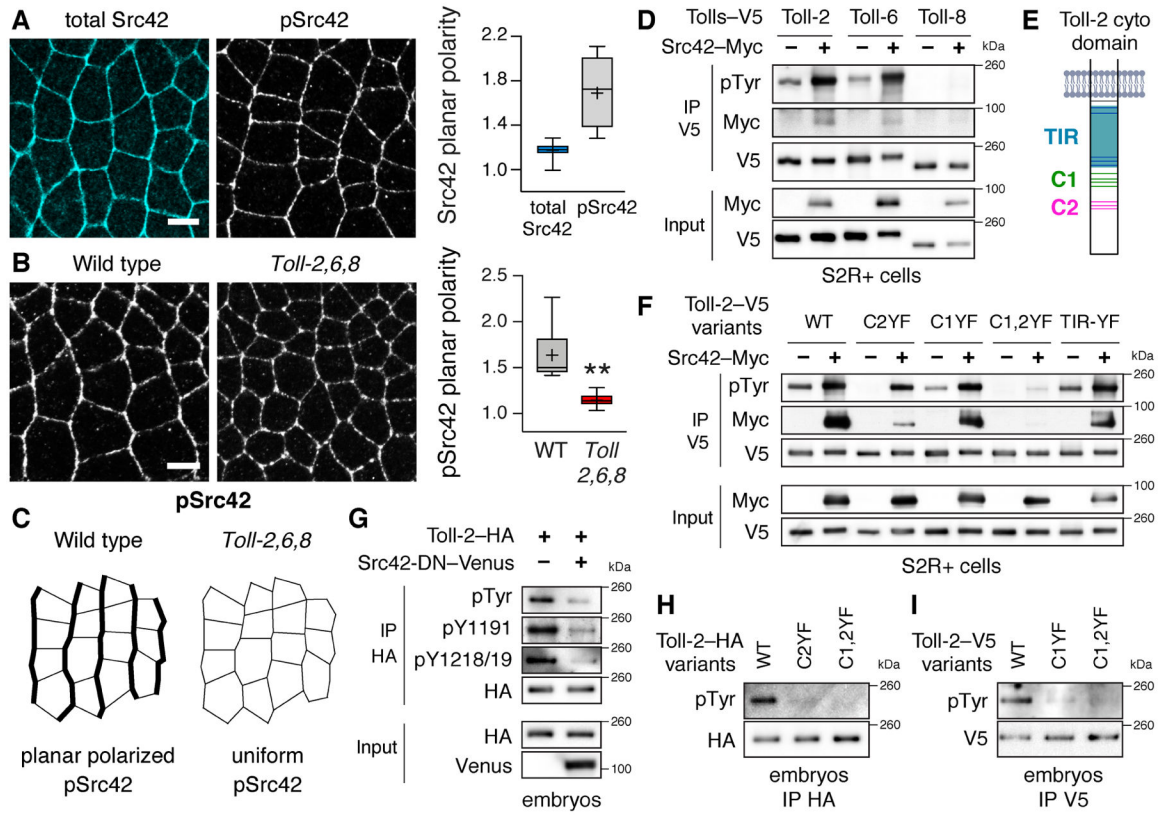 A
total Src42
pSrc42
Src42 planar polarity
2.2
1.8
1.4
1.0
total
Src42
pSrc42
B
Wild type
Toll-2,6,8
pSrc42
pSrc42 planar polarity
2.5
2.0
1.5
1.0
**
WT
Toll
2,6,8
C
Wild type
Toll-2,6,8
planar polarized
pSrc42
uniform
pSrc42
D
Tolls–V5 Toll-2 Toll-6 Toll-8
Src42–Myc – + – + – + kDa
IP
V5
pTyr 260
Myc 100
V5 260
Input
Myc 100
V5 260
S2R+ cells
E
Toll-2 cyto
domain
TIR
C1
C2
F
Toll-2–V5
variants
WT C2YF C1YF C1,2YF TIR-YF
Src42–Myc – + – + – + – + – + kDa
IP
V5
pTyr 260
Myc 100
V5 260
Input
Myc 100
V5 260
S2R+ cells
G
Toll-2–HA + +
Src42-DN–Venus – + kDa
IP
HA
pTyr 260
pY1191 260
pY1218/19 260
HA 260
Input
HA 260
Venus 100
embryos
H
Toll-2–HA
variants
WT C2YF C1,2YF kDa
pTyr 260
HA 260
embryos
IP HA
I
Toll-2–V5
variants
WT C1YF C1,2YF kDa
pTyr 260
V5 260
embryos
IP V5